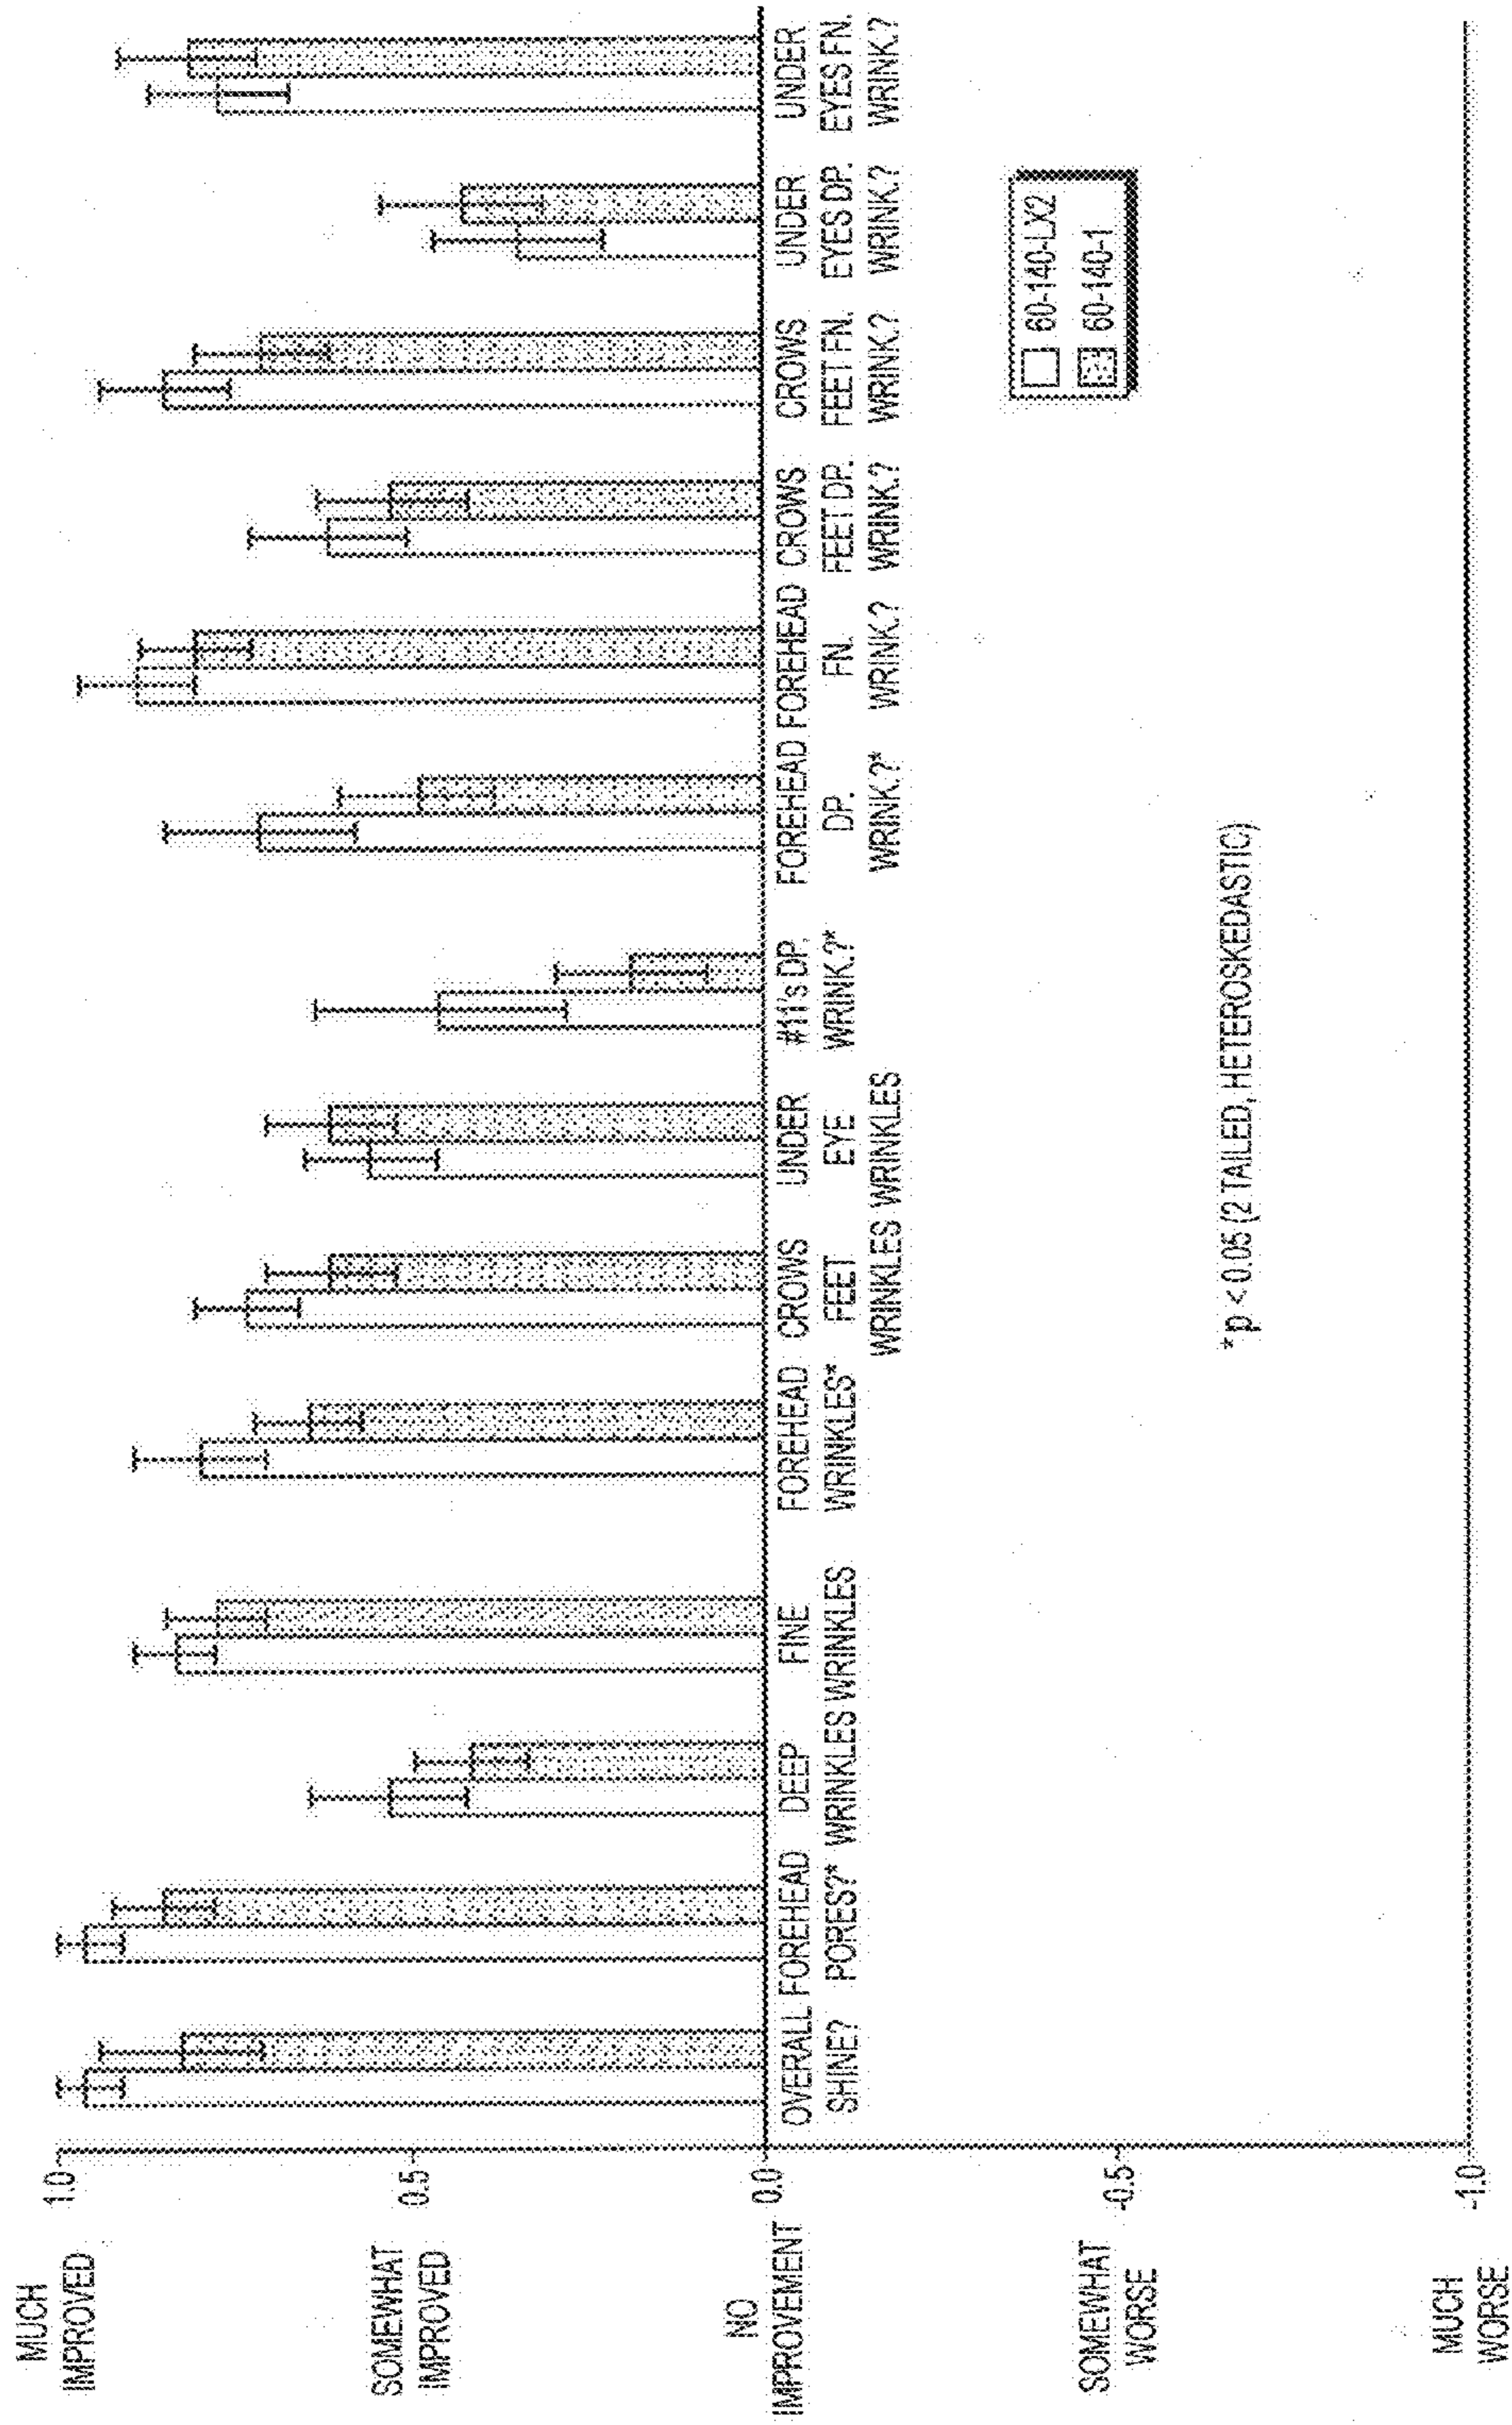 MUCH
IMPROVED
1.0
SOMEWHAT
IMPROVED
0.5
NO
IMPROVEMENT
0.0
SOMEWHAT
WORSE
-0.5
MUCH
WORSE
-1.0
OVERALL
SHINE?
FOREHEAD
PORES?*
DEEP
WRINKLES
FINE
WRINKLES
FOREHEAD
WRINKLES*
CROWS
FEET
WRINKLES
UNDER
EYE
WRINKLES
#11's DP.
WRINK.?*
FOREHEAD
DP.
WRINK.?*
FOREHEAD
FN.
WRINK.?
CROWS
FEET DP.
WRINK.?
CROWS
FEET FN.
WRINK.?
UNDER
EYES DP.
WRINK.?
UNDER
EYES FN.
WRINK.?
60-140-LX2
60-140-1
*p < 0.05 (2 TAILED, HETEROSKEDASTIC)